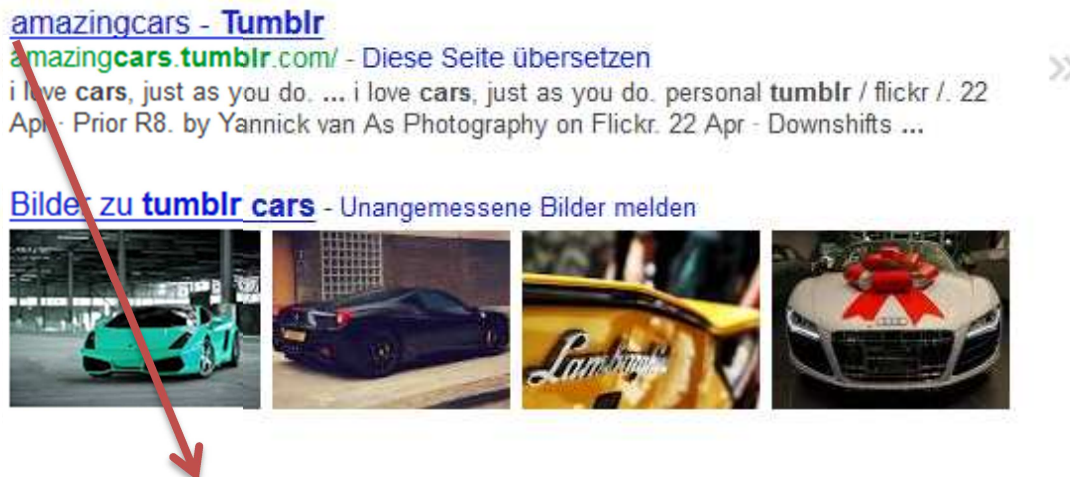 amazingcars - Tumblr
amazingcars.tumblr.com/ - Diese Seite übersetzen
i love cars, just as you do. ... i love cars, just as you do. personal tumblr / flickr /. 22
Apr - Prior R8. by Yannick van As Photography on Flickr. 22 Apr - Downshifts ...
»
Bilder zu tumblr cars - Unangemessene Bilder melden
Lamborghini